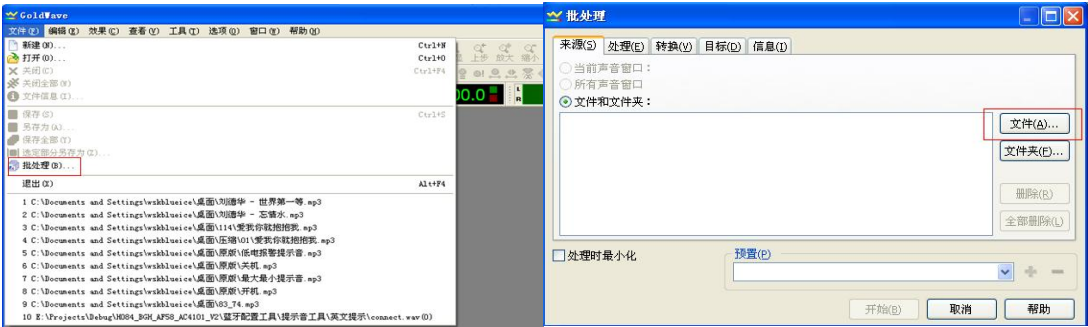 GoldWave
文件(F) 编辑(E) 效果(C) 查看(V) 工具(T) 选项(O) 窗口(W) 帮助(H)
新建(N)... Ctrl+N
打开(O)... Ctrl+O
关闭(C) Ctrl+F4
关闭全部(W)
文件信息(I)...
保存(S) Ctrl+S
另存为(A)...
保存全部(Y)
选定部分另存为(Z)...
批处理(B)...
退出(X) Alt+F4
1 C:\Documents and Settings\wskblueice\桌面\刘德华 - 世界第一等.mp3
2 C:\Documents and Settings\wskblueice\桌面\刘德华 - 忘情水.mp3
3 C:\Documents and Settings\wskblueice\桌面\114\爱我你就抱抱我.mp3
4 C:\Documents and Settings\wskblueice\桌面\压缩\01\爱我你就抱抱我.mp3
5 C:\Documents and Settings\wskblueice\桌面\原版\低电报警提示音.mp3
6 C:\Documents and Settings\wskblueice\桌面\原版\关机.mp3
7 C:\Documents and Settings\wskblueice\桌面\原版\最大最小提示音.mp3
8 C:\Documents and Settings\wskblueice\桌面\原版\开机.mp3
9 C:\Documents and Settings\wskblueice\桌面\83_74.mp3
10 E:\Projects\Debug\H084_BGH_AP58_AC4101_V2\蓝牙配置工具\提示音工具\英文提示\connect.wav(0)
上步 放大 缩小
00.0
L
R
批处理
来源(S) 处理(E) 转换(V) 目标(D) 信息(I)
当前声音窗口：
所有声音窗口
文件和文件夹：
文件(A)...
文件夹(F)...
删除(R)
全部删除(L)
处理时最小化
预置(P)
开始(B) 取消 帮助